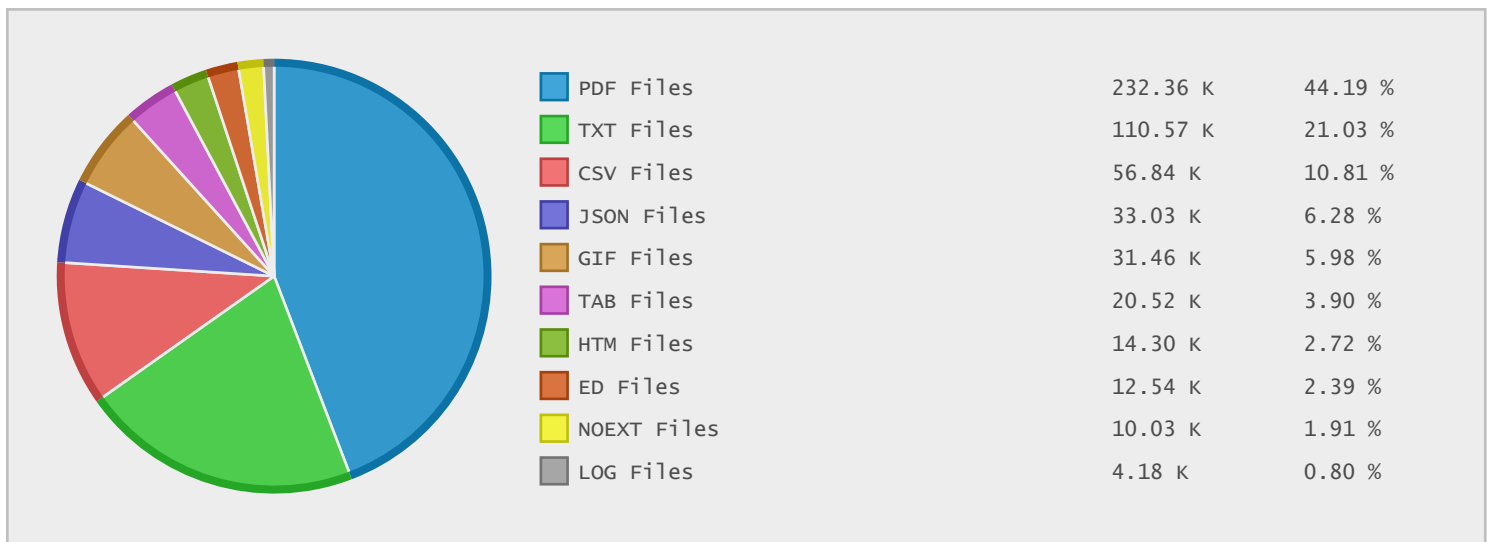 PDF Files 232.36 K 44.19 %
TXT Files 110.57 K 21.03 %
CSV Files 56.84 K 10.81 %
JSON Files 33.03 K 6.28 %
GIF Files 31.46 K 5.98 %
TAB Files 20.52 K 3.90 %
HTM Files 14.30 K 2.72 %
ED Files 12.54 K 2.39 %
NOEXT Files 10.03 K 1.91 %
LOG Files 4.18 K 0.80 %